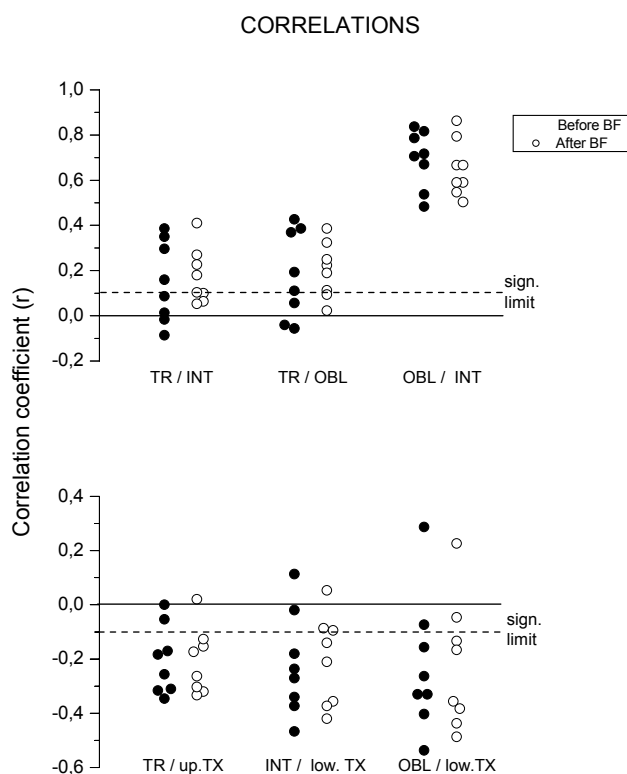 CORRELATIONS
1,0
0,8
0,6
0,4
0,2
0,0
-0,2
Before BF
After BF
sign.
limit
TR / INT
TR / OBL
OBL / INT
Correlation coefficient (r)
0,4
0,2
0,0
-0,2
-0,4
-0,6
sign.
limit
TR / up.TX
INT / low. TX
OBL / low.TX